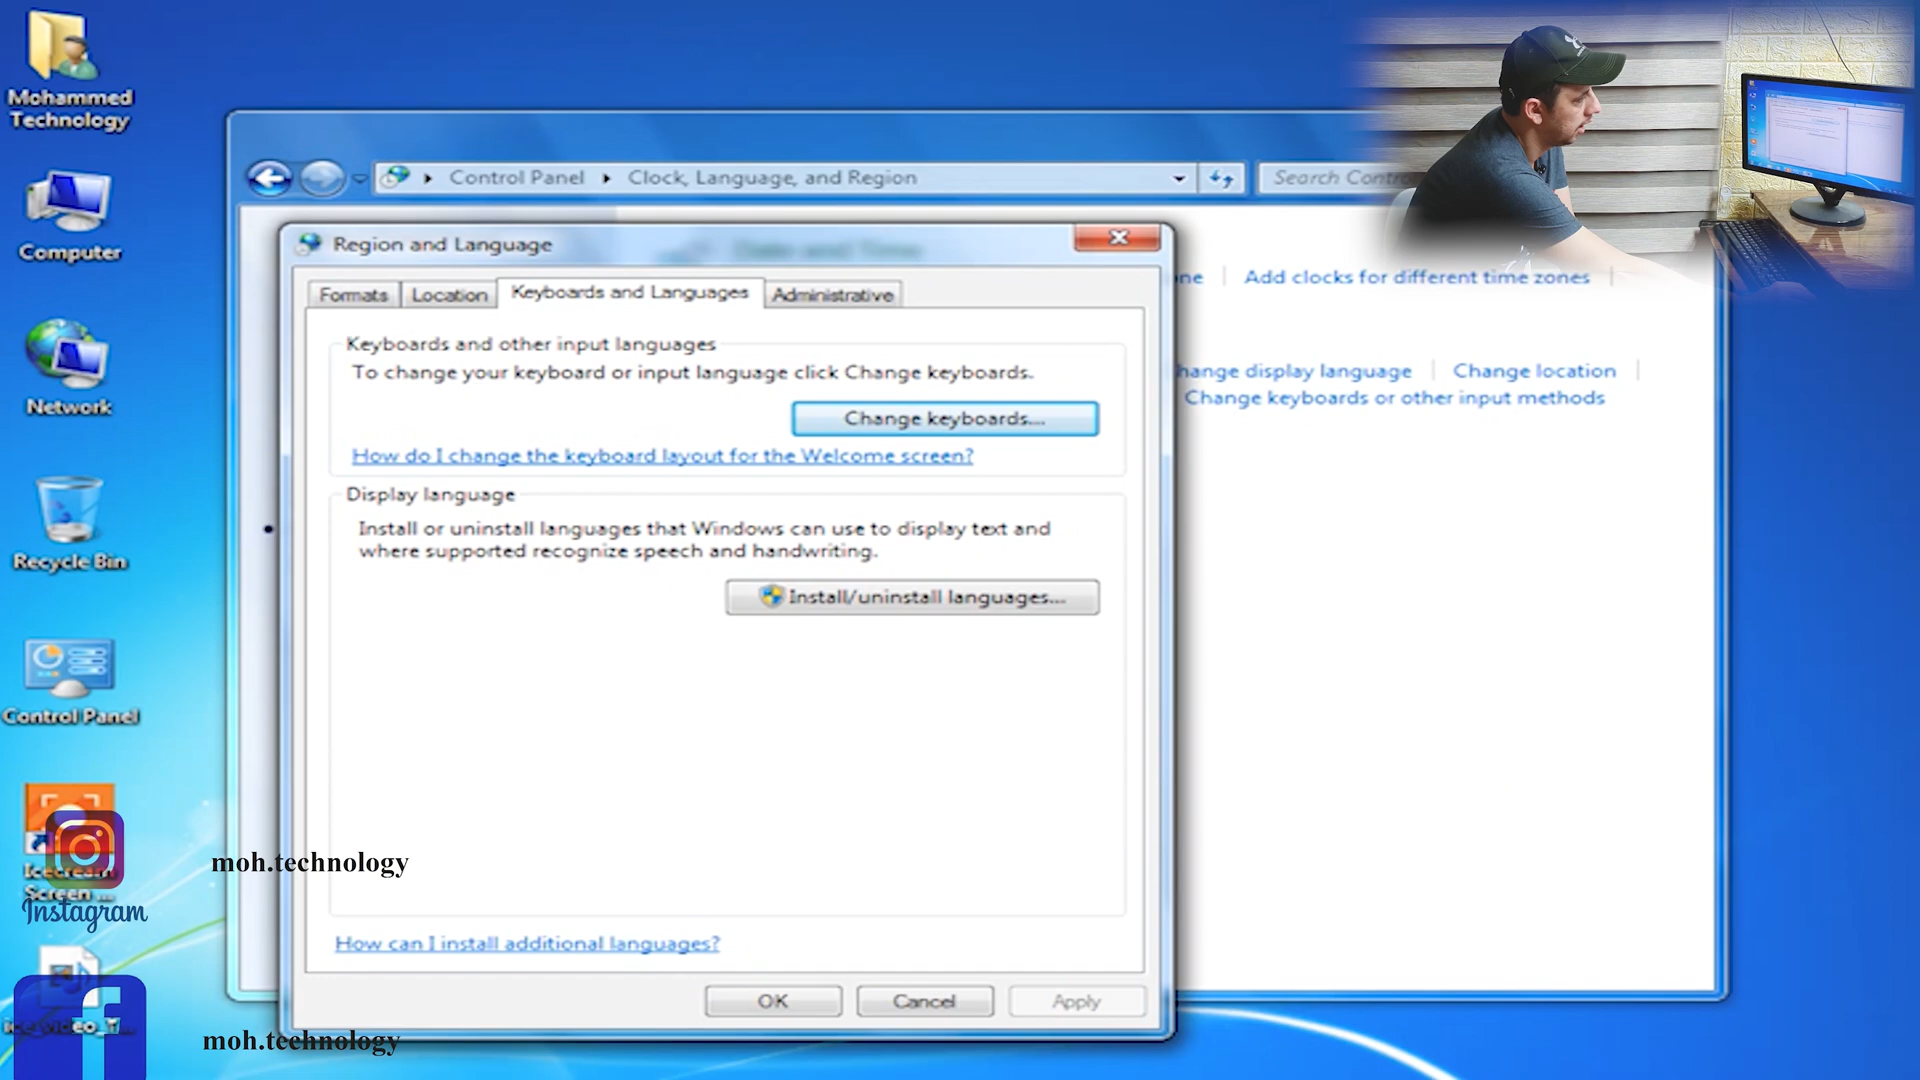 Mohammed
Technology
Computer
Network
Recycle Bin
Control Panel
Icecream
Screen ...
Instagram
moh.technology
moh.technology
Control Panel
Clock, Language, and Region
Search Contr
Region and Language
Formats
Location
Keyboards and Languages
Administrative
Keyboards and other input languages
To change your keyboard or input language click Change keyboards.
Change keyboards...
How do I change the keyboard layout for the Welcome screen?
Display language
Install or uninstall languages that Windows can use to display text and
where supported recognize speech and handwriting.
Install/uninstall languages...
How can I install additional languages?
OK
Cancel
Apply
Date and Time
Add clocks for different time zones
hange display language
Change location
Change keyboards or other input methods